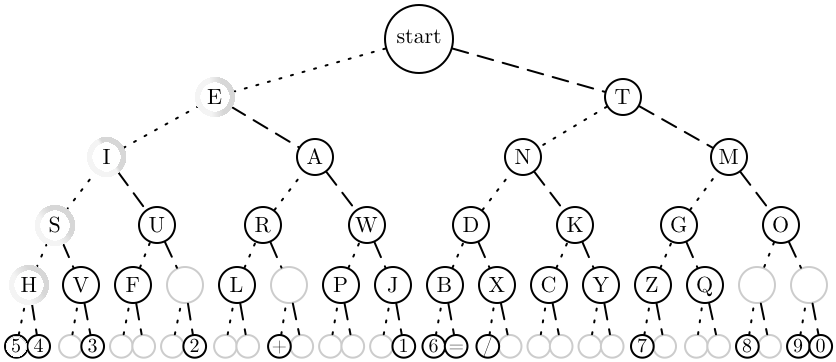 start
E T
I A N M
S U R W D K G O
H V F L P J B X C Y Z Q
5 4 3 2 + 1 6 = / 7 8 9 0